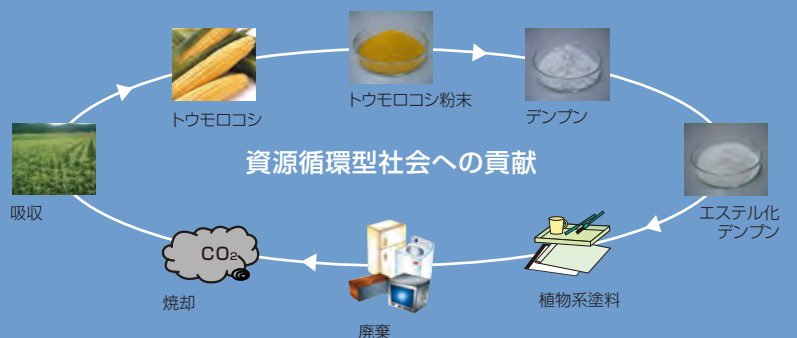 トウモロコシ
トウモロコシ粉末
デンプン
資源循環型社会への貢献
吸収
エステル化
デンプン
CO₂
焼却
廃棄
植物系塗料